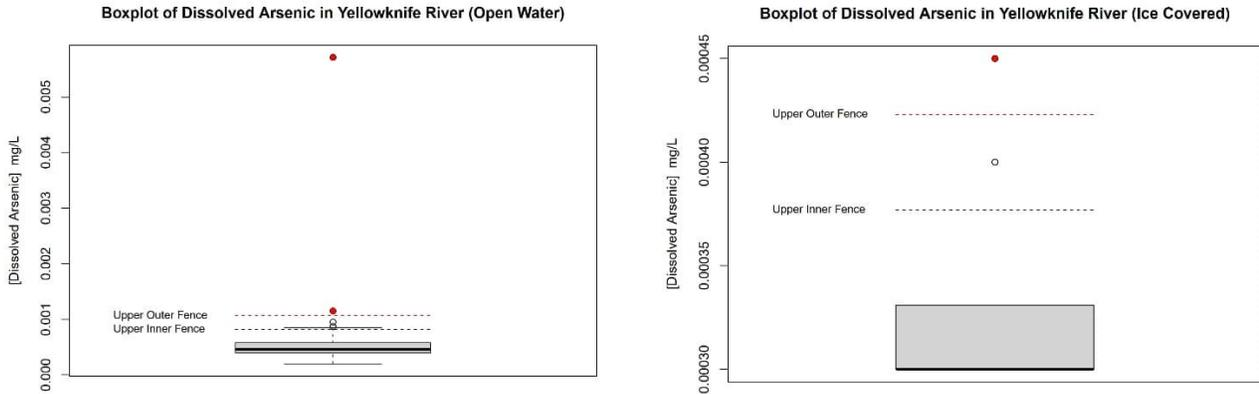 Boxplot of Dissolved Arsenic in Yellowknife River (Open Water)
[Dissolved Arsenic] mg/L
0.005
0.004
0.003
0.002
0.001
0.000
Upper Outer Fence
Upper Inner Fence
Boxplot of Dissolved Arsenic in Yellowknife River (Ice Covered)
[Dissolved Arsenic] mg/L
0.00045
0.00040
0.00035
0.00030
Upper Outer Fence
Upper Inner Fence